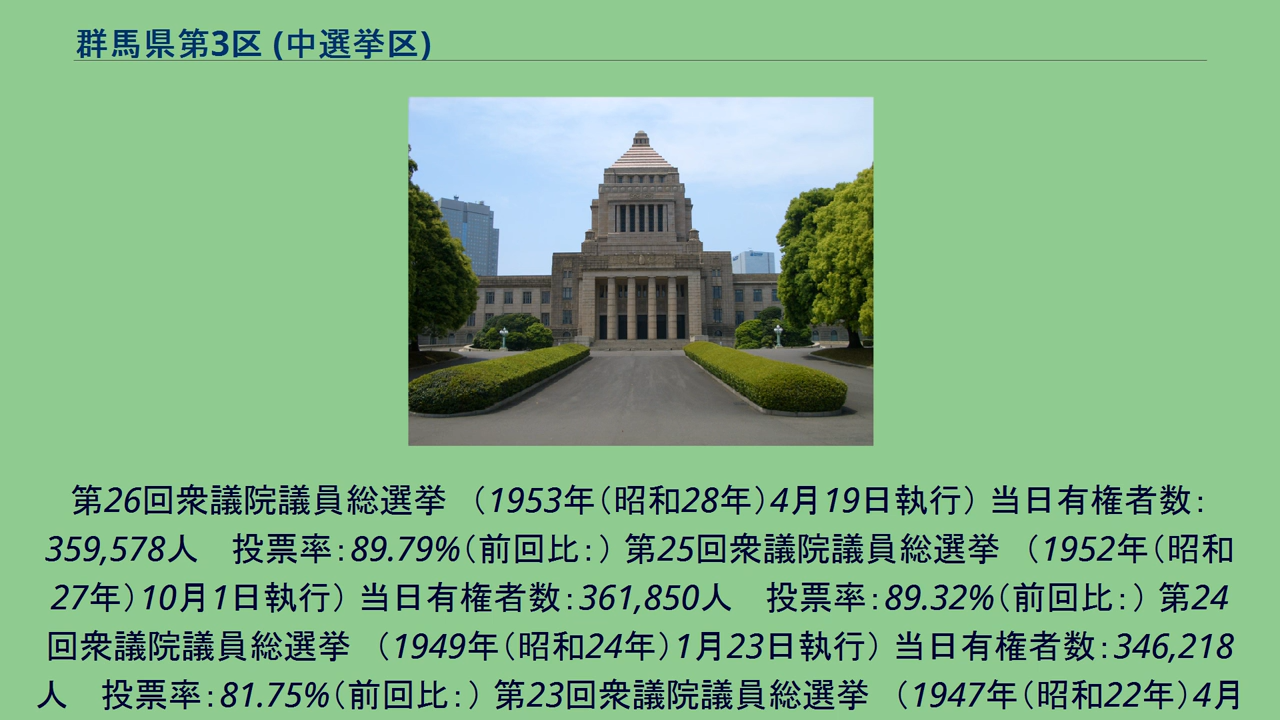 群馬県第3区 (中選挙区)
第26回衆議院議員総選挙　（1953年（昭和28年）4月19日執行） 当日有権者数：
359,578人　投票率：89.79%（前回比：） 第25回衆議院議員総選挙　（1952年（昭和
27年）10月1日執行） 当日有権者数：361,850人　投票率：89.32%（前回比：） 第24
回衆議院議員総選挙　（1949年（昭和24年）1月23日執行） 当日有権者数：346,218
人　投票率：81.75%（前回比：） 第23回衆議院議員総選挙　（1947年（昭和22年）4月